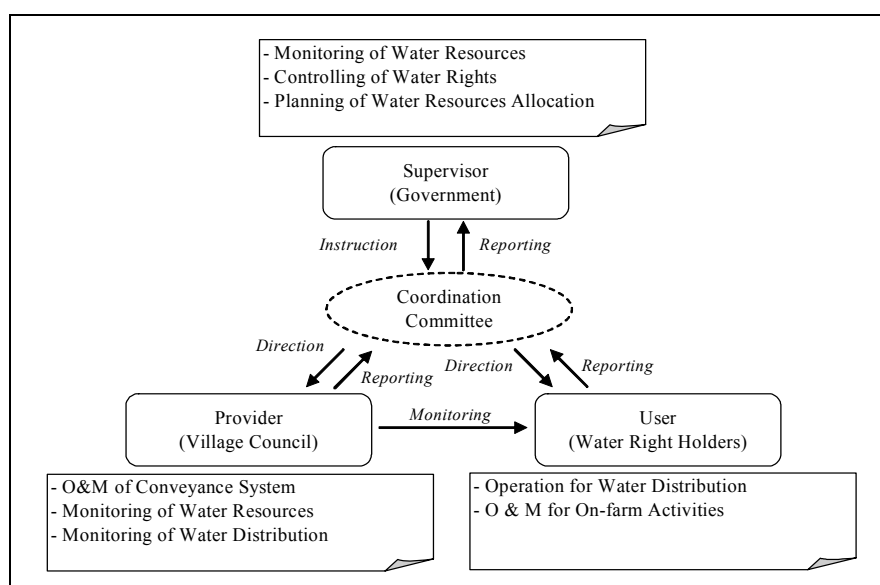 - Monitoring of Water Resources
- Controlling of Water Rights
- Planning of Water Resources Allocation
Supervisor
(Government)
Instruction
Reporting
Coordination
Committee
Direction
Reporting
Direction
Reporting
Provider
(Village Council)
Monitoring
User
(Water Right Holders)
- O&M of Conveyance System
- Monitoring of Water Resources
- Monitoring of Water Distribution
- Operation for Water Distribution
- O & M for On-farm Activities